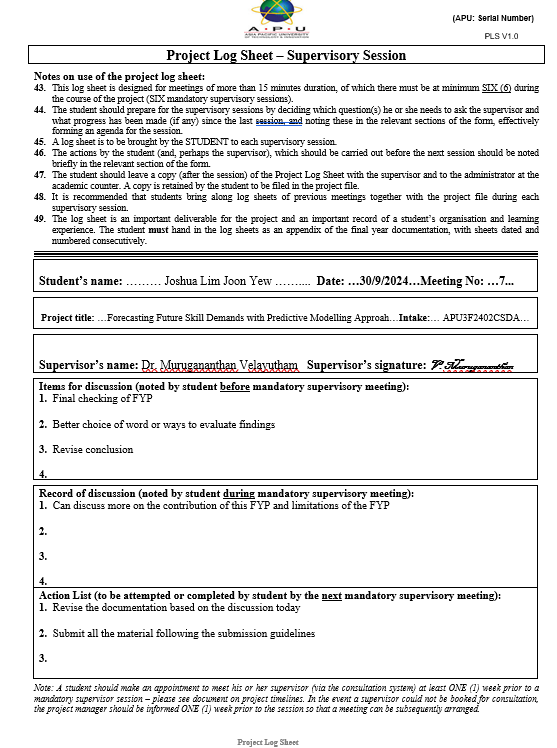 A·P·U
ASIA PACIFIC UNIVERSITY
OF TECHNOLOGY & INNOVATION
(APU: Serial Number)
PLS V1.0
Project Log Sheet – Supervisory Session
Notes on use of the project log sheet:
43. This log sheet is designed for meetings of more than 15 minutes duration, of which there must be at minimum SIX (6) during
the course of the project (SIX mandatory supervisory sessions).
44. The student should prepare for the supervisory sessions by deciding which question(s) he or she needs to ask the supervisor and
what progress has been made (if any) since the last session, and noting these in the relevant sections of the form, effectively
forming an agenda for the session.
45. A log sheet is to be brought by the STUDENT to each supervisory session.
46. The actions by the student (and, perhaps the supervisor), which should be carried out before the next session should be noted
briefly in the relevant section of the form.
47. The student should leave a copy (after the session) of the Project Log Sheet with the supervisor and to the administrator at the
academic counter. A copy is retained by the student to be filed in the project file.
48. It is recommended that students bring along log sheets of previous meetings together with the project file during each
supervisory session.
49. The log sheet is an important deliverable for the project and an important record of a student's organisation and learning
experience. The student must hand in the log sheets as an appendix of the final year documentation, with sheets dated and
numbered consecutively.
Student's name: ……… Joshua Lim Joon Yew ……... Date: …30/9/2024…Meeting No: …7...
Project title: …Forecasting Future Skill Demands with Predictive Modelling Approah…Intake:… APU3F2402CSDA…
Supervisor's name: Dr. Murugananthan Velayutham Supervisor's signature: V. Murugananthan
Items for discussion (noted by student before mandatory supervisory meeting):
1. Final checking of FYP
2. Better choice of word or ways to evaluate findings
3. Revise conclusion
4.
Record of discussion (noted by student during mandatory supervisory meeting):
1. Can discuss more on the contribution of this FYP and limitations of the FYP
2.
3.
4.
Action List (to be attempted or completed by student by the next mandatory supervisory meeting):
1. Revise the documentation based on the discussion today
2. Submit all the material following the submission guidelines
3.
Note: A student should make an appointment to meet his or her supervisor (via the consultation system) at least ONE (1) week prior to a
mandatory supervisor session – please see document on project timelines. In the event a supervisor could not be booked for consultation,
the project manager should be informed ONE (1) week prior to the session so that a meeting can be subsequently arranged.
Project Log Sheet